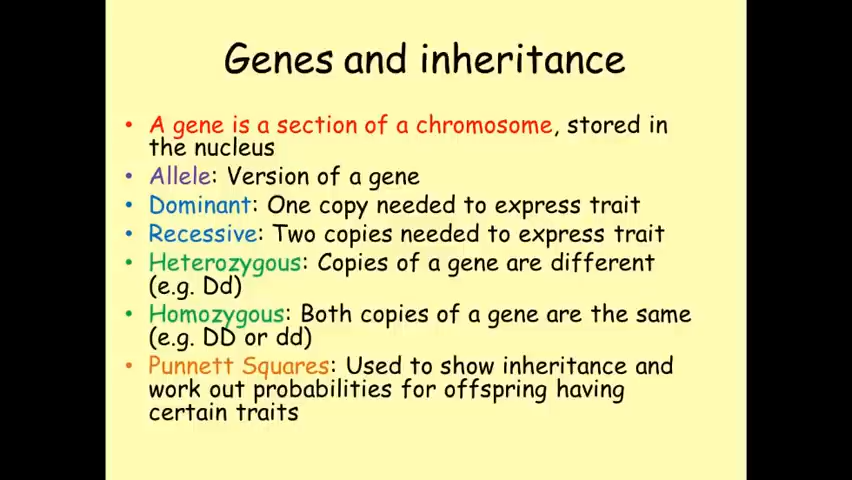 Genes and inheritance
• A gene is a section of a chromosome, stored in
the nucleus
• Allele: Version of a gene
• Dominant: One copy needed to express trait
• Recessive: Two copies needed to express trait
• Heterozygous: Copies of a gene are different
(e.g. Dd)
• Homozygous: Both copies of a gene are the same
(e.g. DD or dd)
• Punnett Squares: Used to show inheritance and
work out probabilities for offspring having
certain traits